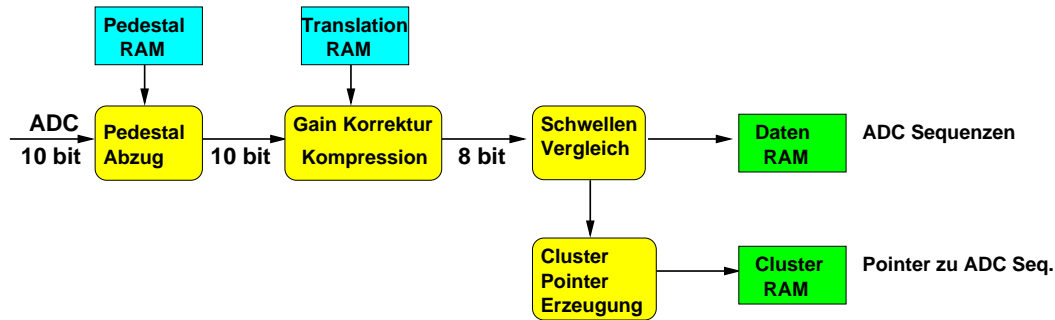 Pedestal
RAM
Translation
RAM
ADC
10 bit
Pedestal
Abzug
10 bit
Gain Korrektur
Kompression
8 bit
Schwellen
Vergleich
Daten
RAM
ADC Sequenzen
Cluster
Pointer
Erzeugung
Cluster
RAM
Pointer zu ADC Seq.